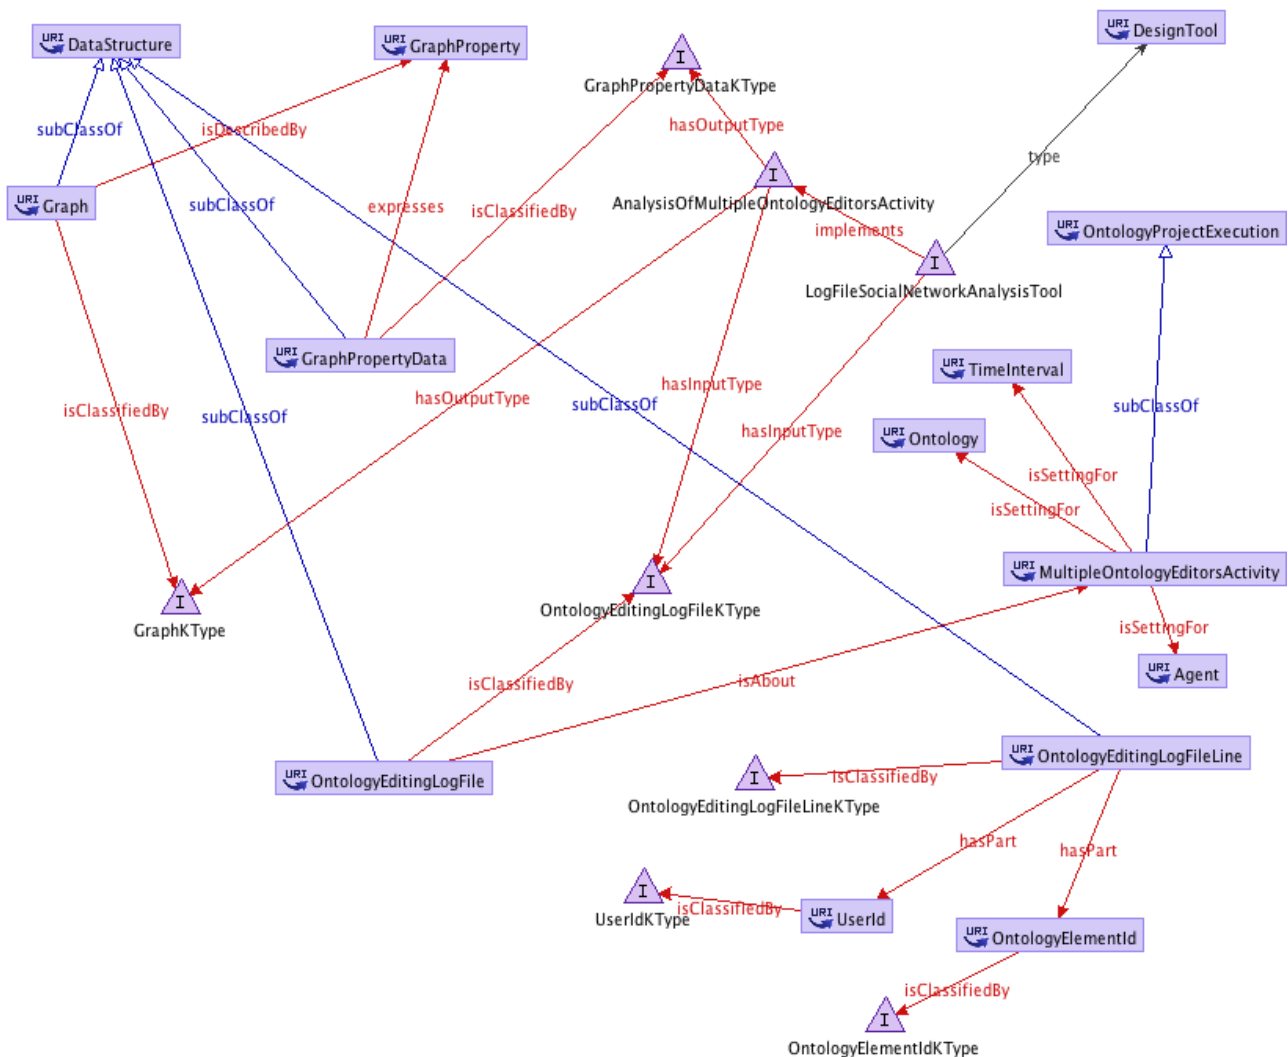 URI DataStructure
URI GraphProperty
URI DesignTool
I
GraphPropertyDataKType
subClassOf
isDescribedBy
hasOutputType
type
I
AnalysisOfMultipleOntologyEditorsActivity
URI Graph
subClassOf
expresses
isClassifiedBy
implements
URI OntologyProjectExecution
I
LogFileSocialNetworkAnalysisTool
URI GraphPropertyData
URI TimeInterval
isClassifiedBy
subClassOf
hasOutputType
hasInputType
subClassOf
hasInputType
subClassOf
URI Ontology
isSettingFor
isSettingFor
URI MultipleOntologyEditorsActivity
I
GraphKType
I
OntologyEditingLogFileKType
isSettingFor
URI Agent
isClassifiedBy
isAbout
URI OntologyEditingLogFile
URI OntologyEditingLogFileLine
I
isClassifiedBy
OntologyEditingLogFileLineKType
hasPart
hasPart
I
UserIdKType
isClassifiedBy
URI UserId
URI OntologyElementId
isClassifiedBy
I
OntologyElementIdKType